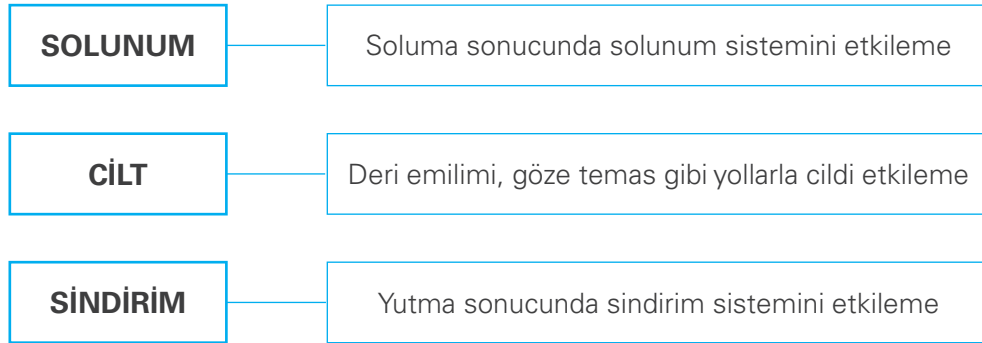 SOLUNUM
Soluma sonucunda solunum sistemini etkileme
CİLT
Deri emilimi, göze temas gibi yollarla cildi etkileme
SİNDİRİM
Yutma sonucunda sindirim sistemini etkileme